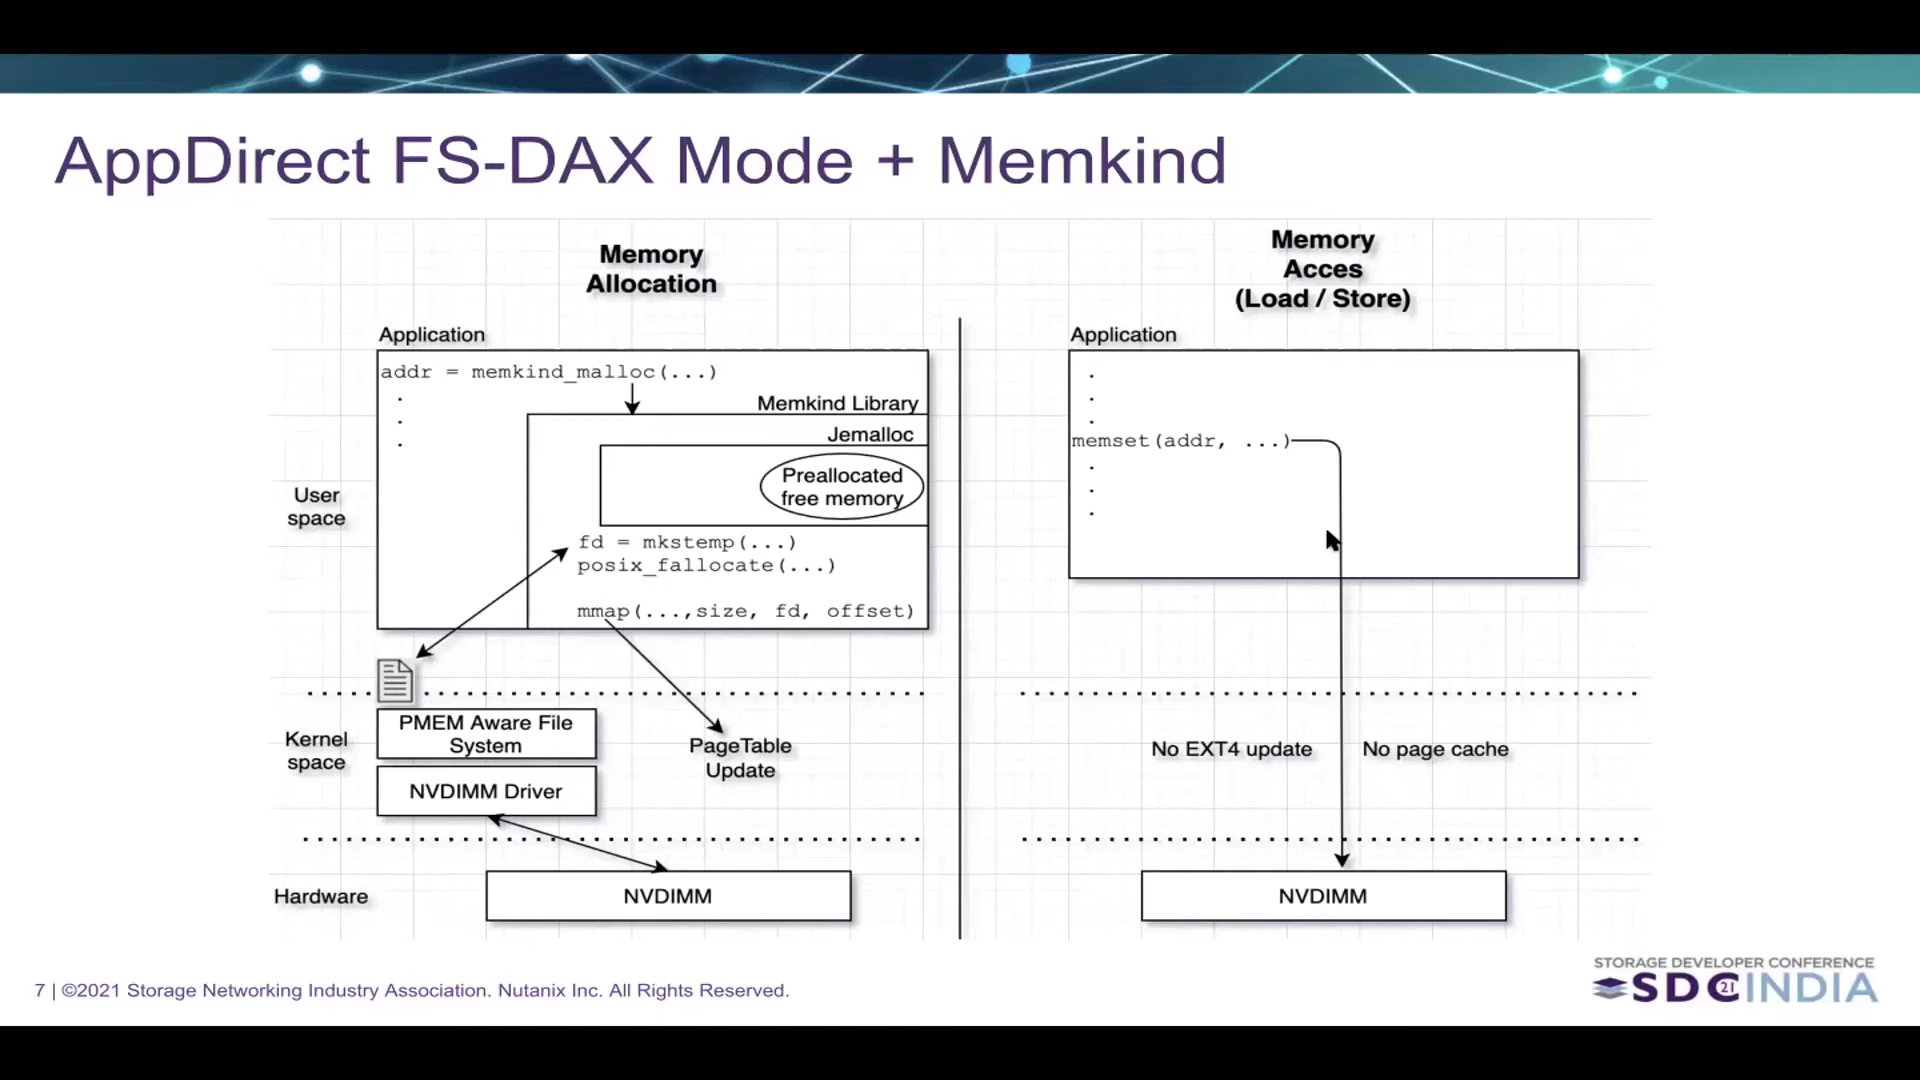 AppDirect FS-DAX Mode + Memkind
Memory
Allocation
Application
addr = memkind_malloc(...)
.
.
.
Memkind Library
Jemalloc
Preallocated
free memory
fd = mkstemp(...)
posix_fallocate(...)
mmap(...,size, fd, offset)
User
space
Kernel
space
PMEM Aware File
System
NVDIMM Driver
PageTable
Update
Hardware
NVDIMM
Memory
Acces
(Load / Store)
Application
.
.
.
memset(addr, ...)
.
.
.
No EXT4 update
No page cache
NVDIMM
7 | ©2021 Storage Networking Industry Association. Nutanix Inc. All Rights Reserved.
STORAGE DEVELOPER CONFERENCE
SDC21INDIA